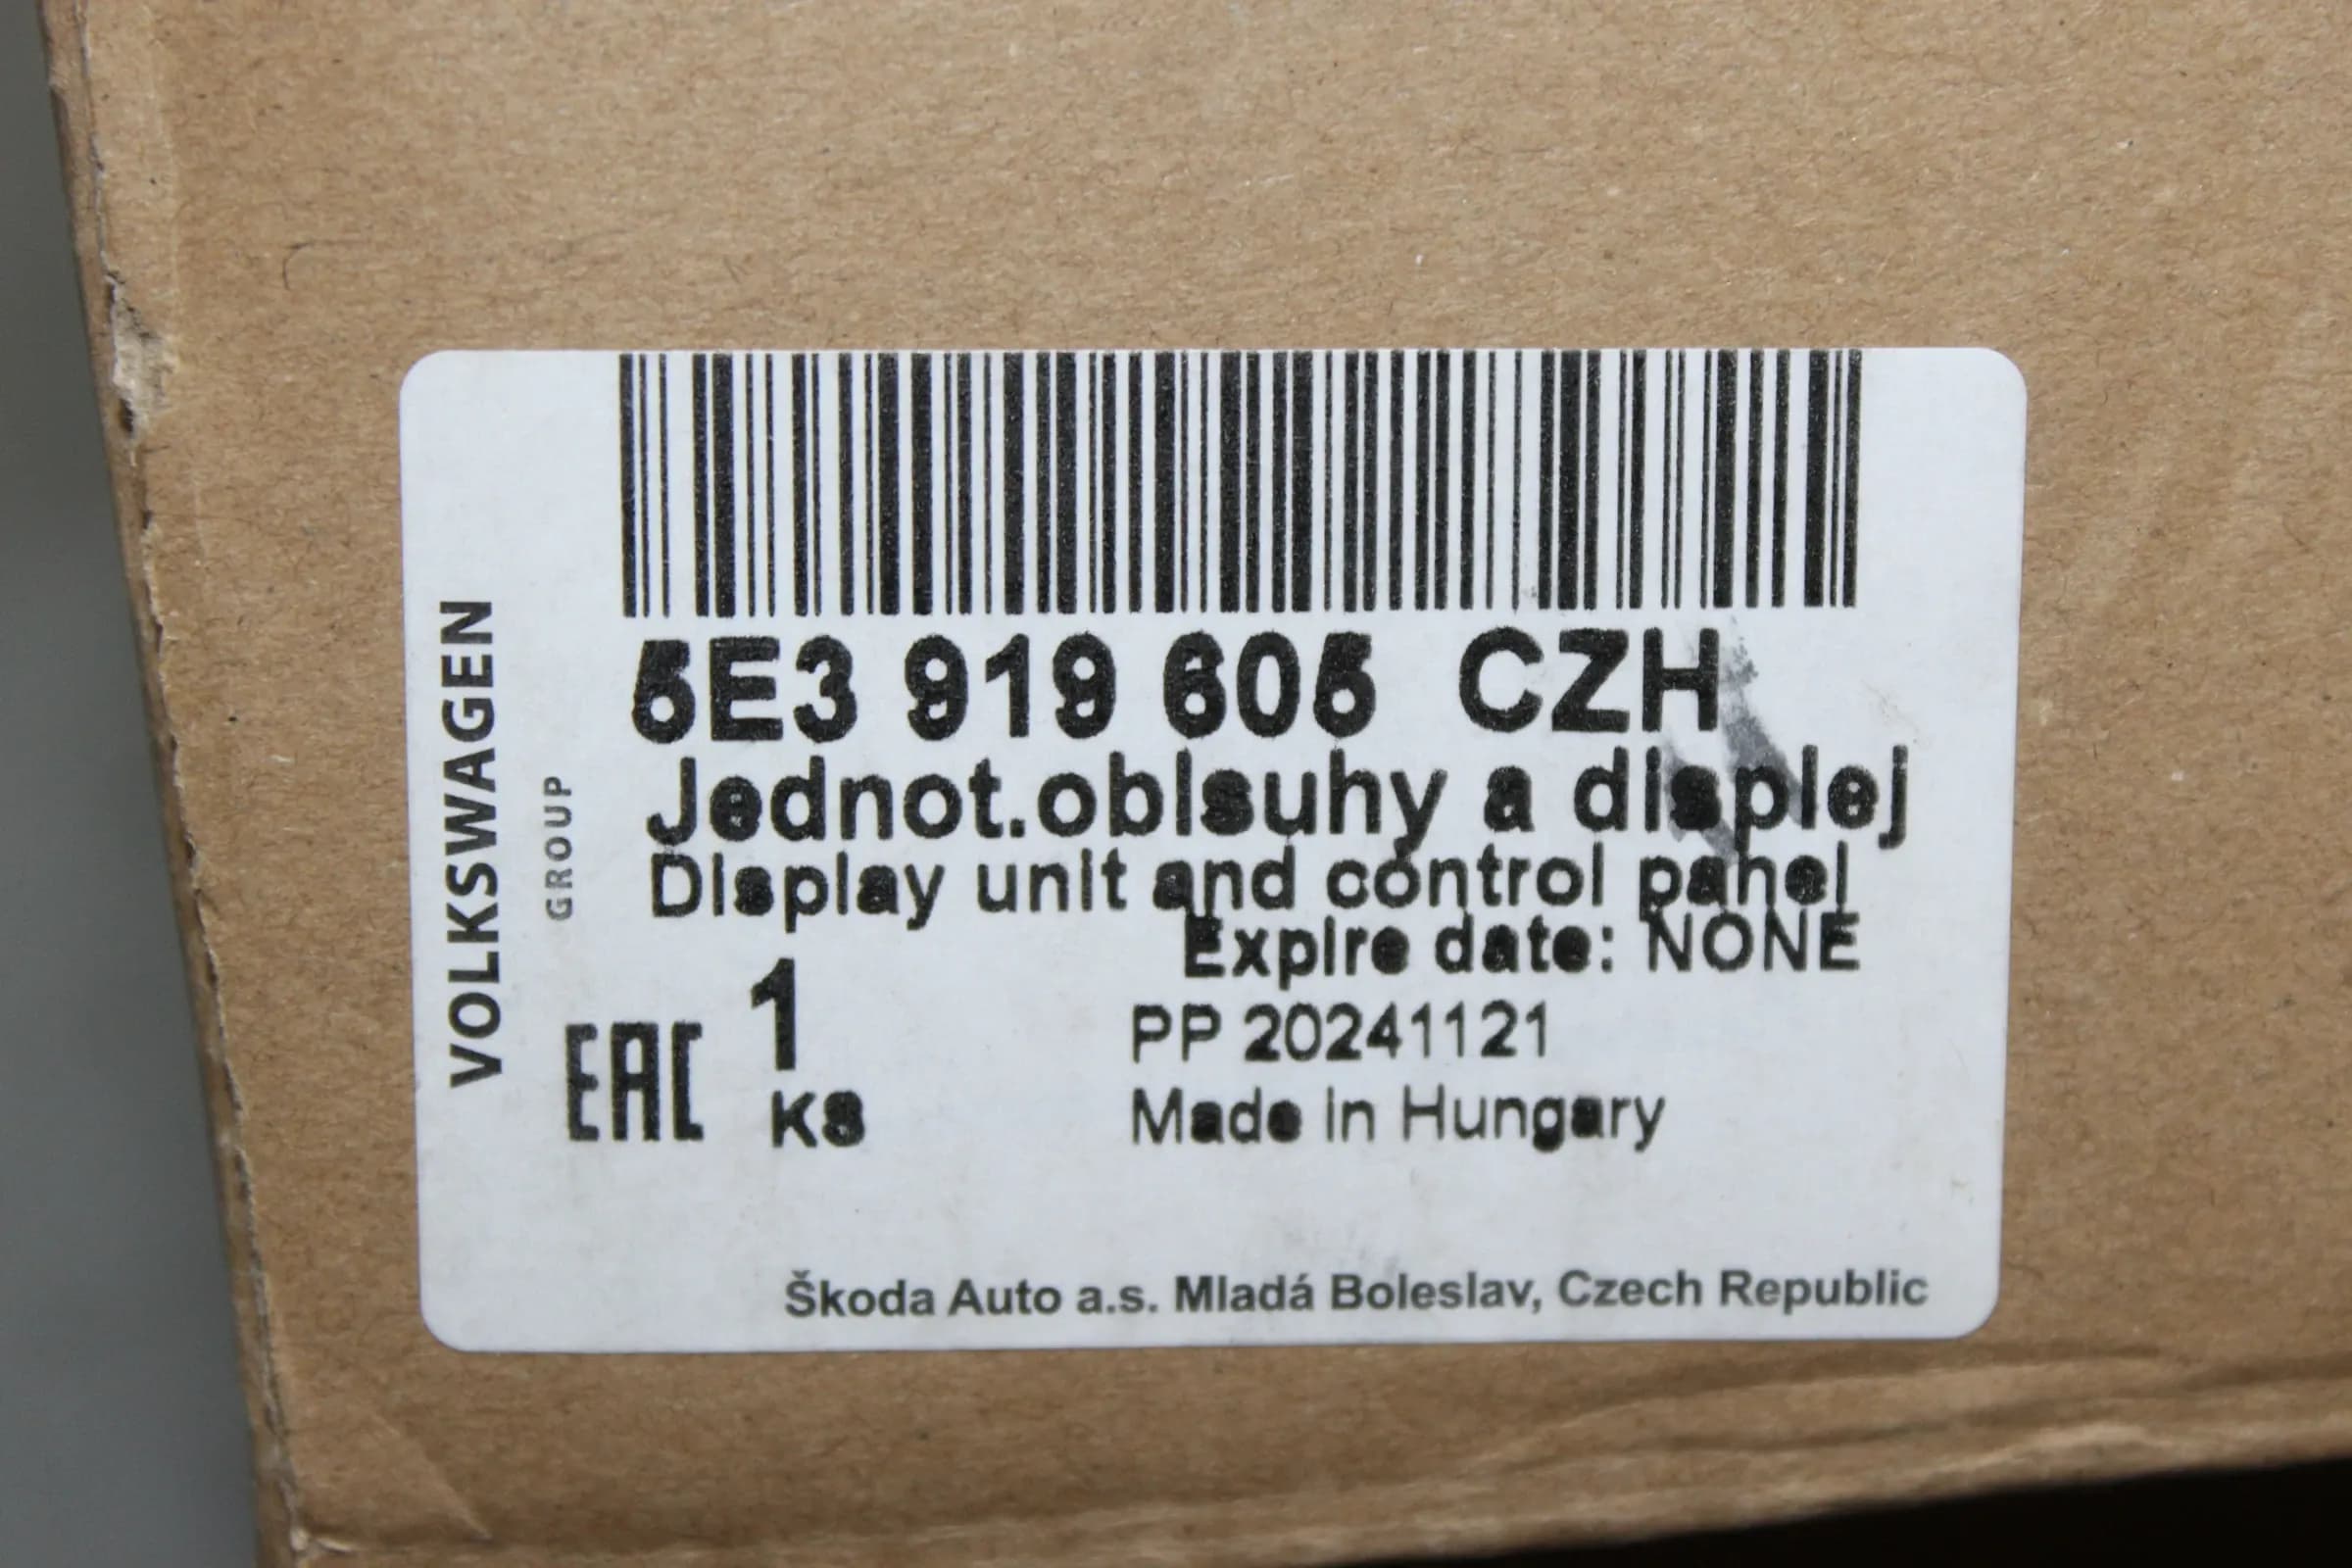 VOLKSWAGEN
GROUP
5E3 919 605 CZH
Jednot.oblsuhy a displej
Display unit and control panel
Expire date: NONE
1
KS
PP 20241121
EAC
Made in Hungary
Škoda Auto a.s. Mladá Boleslav, Czech Republic